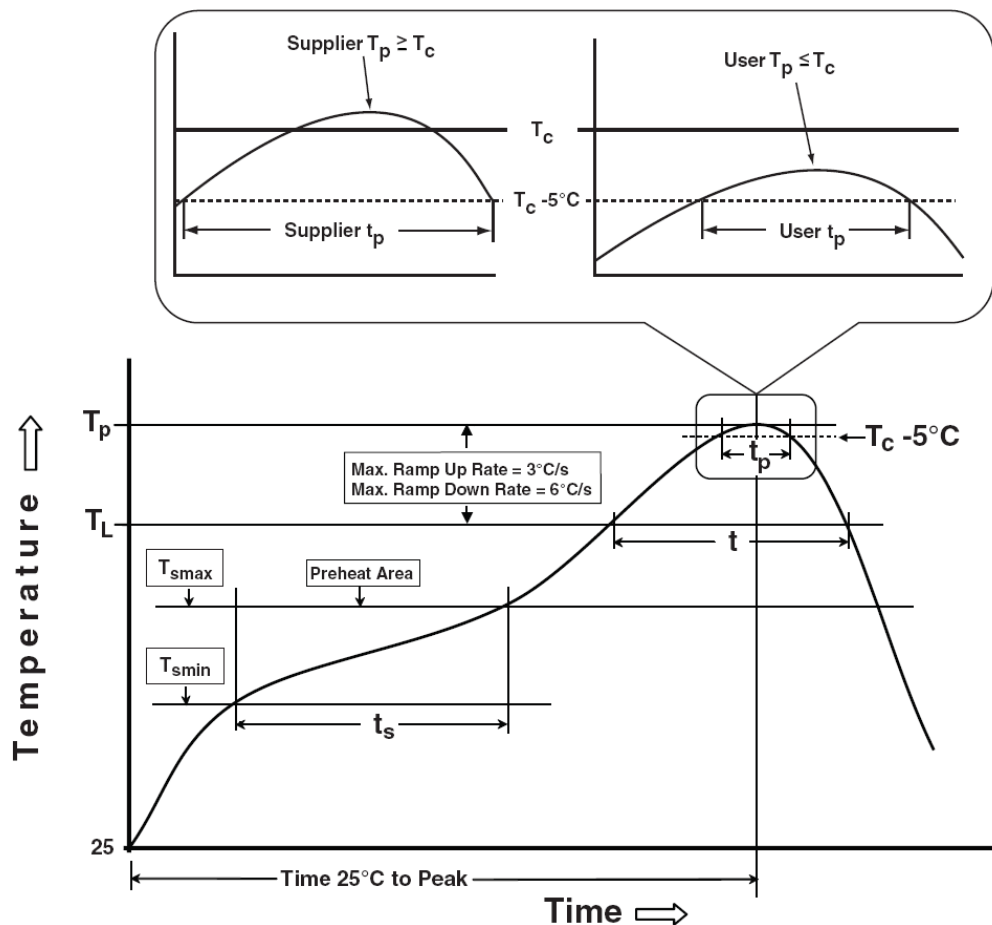 Supplier Tp ≥ Tc
User Tp ≤ Tc
Tc
Tc -5°C
Supplier tp
User tp
Tp
Tc -5°C
tp
Max. Ramp Up Rate = 3°C/s
Max. Ramp Down Rate = 6°C/s
TL
t
Tsmax
Preheat Area
Tsmin
ts
Temperature
25
Time 25°C to Peak
Time